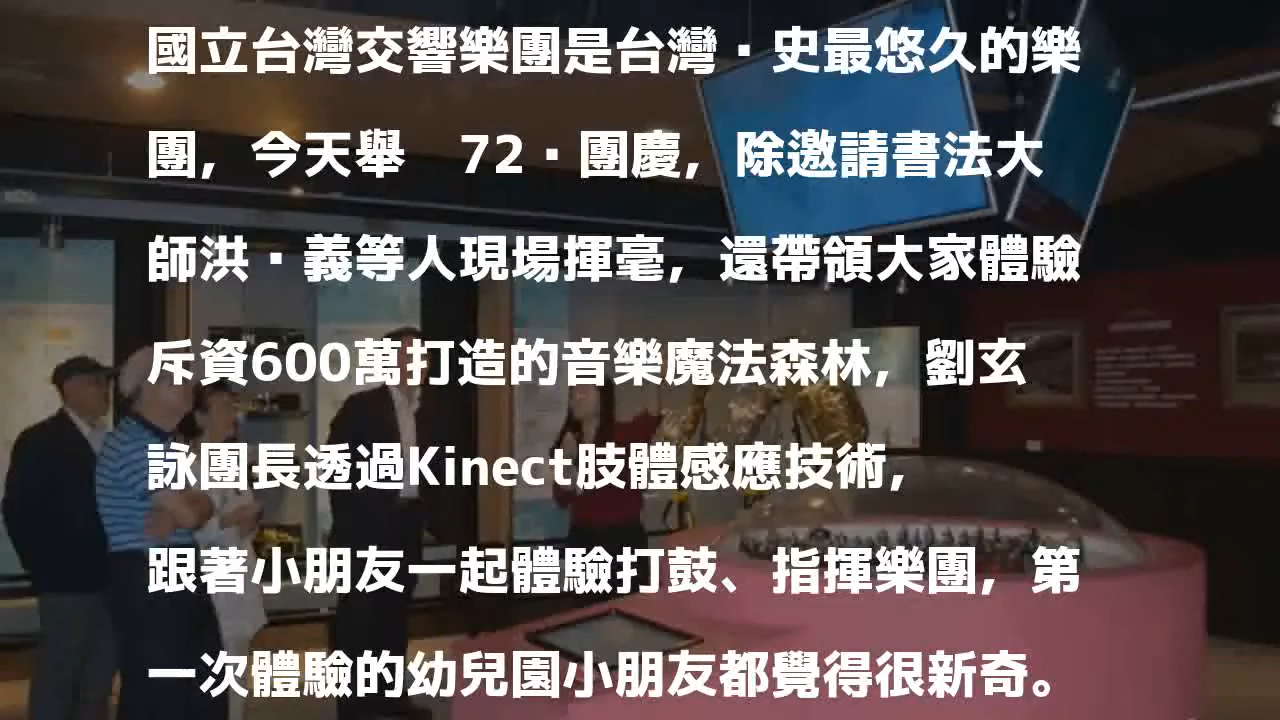 國立台灣交響樂團是台灣·史最悠久的樂
團，今天舉　72·團慶，除邀請書法大
師洪·義等人現場揮毫，還帶領大家體驗
斥資600萬打造的音樂魔法森林，劉玄
詠團長透過Kinect肢體感應技術，
跟著小朋友一起體驗打鼓、指揮樂團，第
一次體驗的幼兒園小朋友都覺得很新奇。